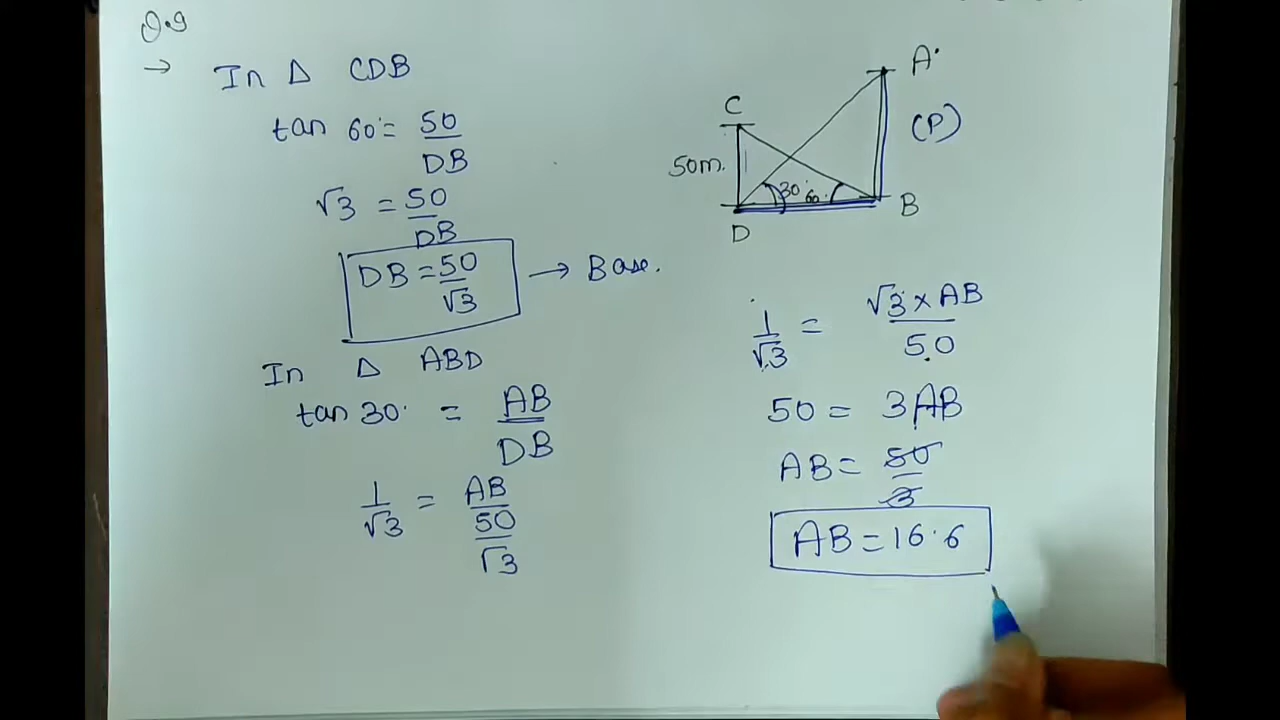 Q.9
→ In Δ CDB
tan 60° = 50/DB
√3 = 50/DB
DB = 50/√3 → Base.
In Δ ABD
tan 30° = AB/DB
1/√3 = AB/50/√3
A
C
(P)
50m.
30° 60°
B
D
1/√3 = √3 × AB/50
50 = 3AB
AB = 50/3
AB = 16.6